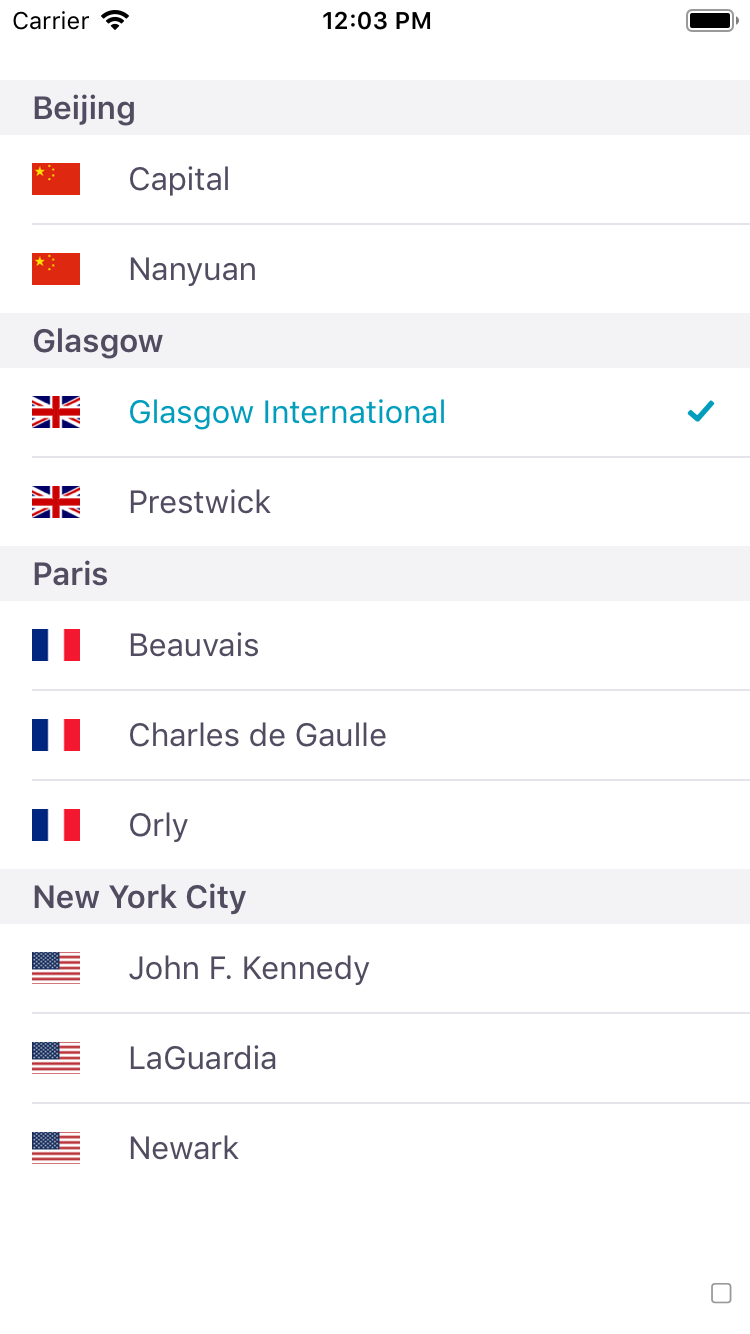 Carrier 12:03 PM
Beijing
Capital
Nanyuan
Glasgow
Glasgow International
Prestwick
Paris
Beauvais
Charles de Gaulle
Orly
New York City
John F. Kennedy
LaGuardia
Newark